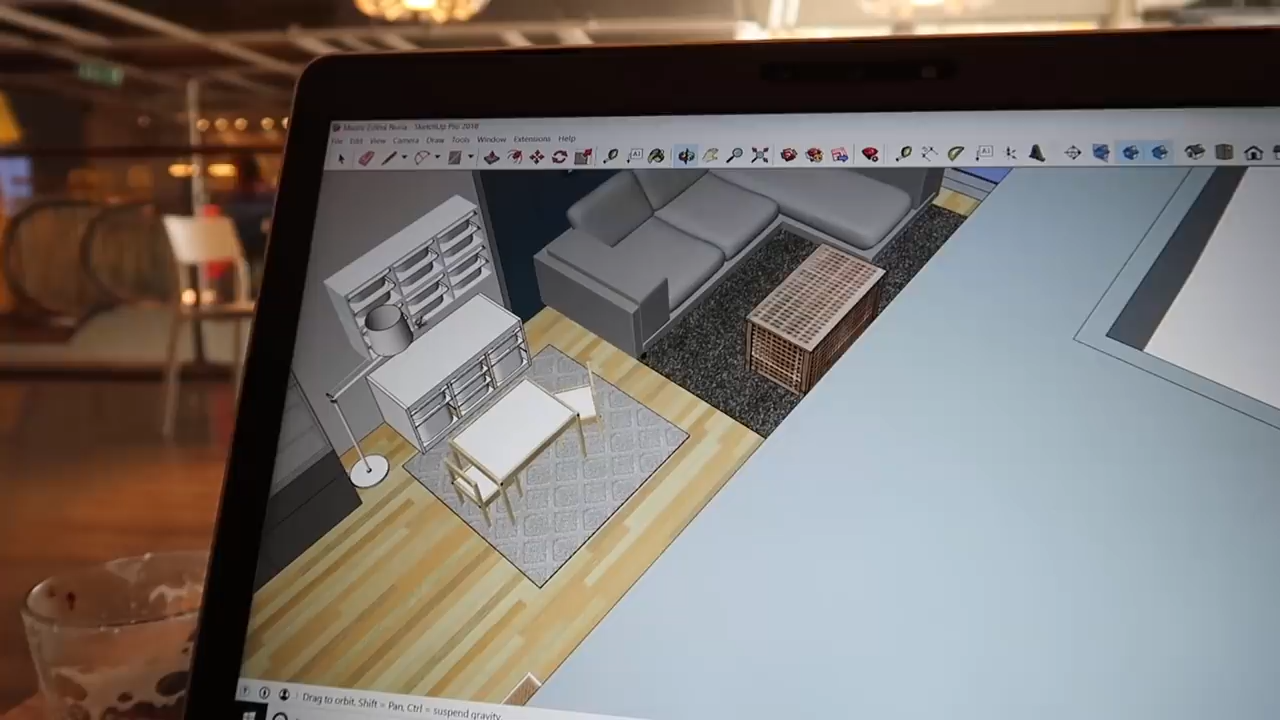 SketchUp Pro 2018
File Edit View Camera Draw Tools Window Extensions Help
Drag to orbit. Shift = Pan, Ctrl = suspend gravity.